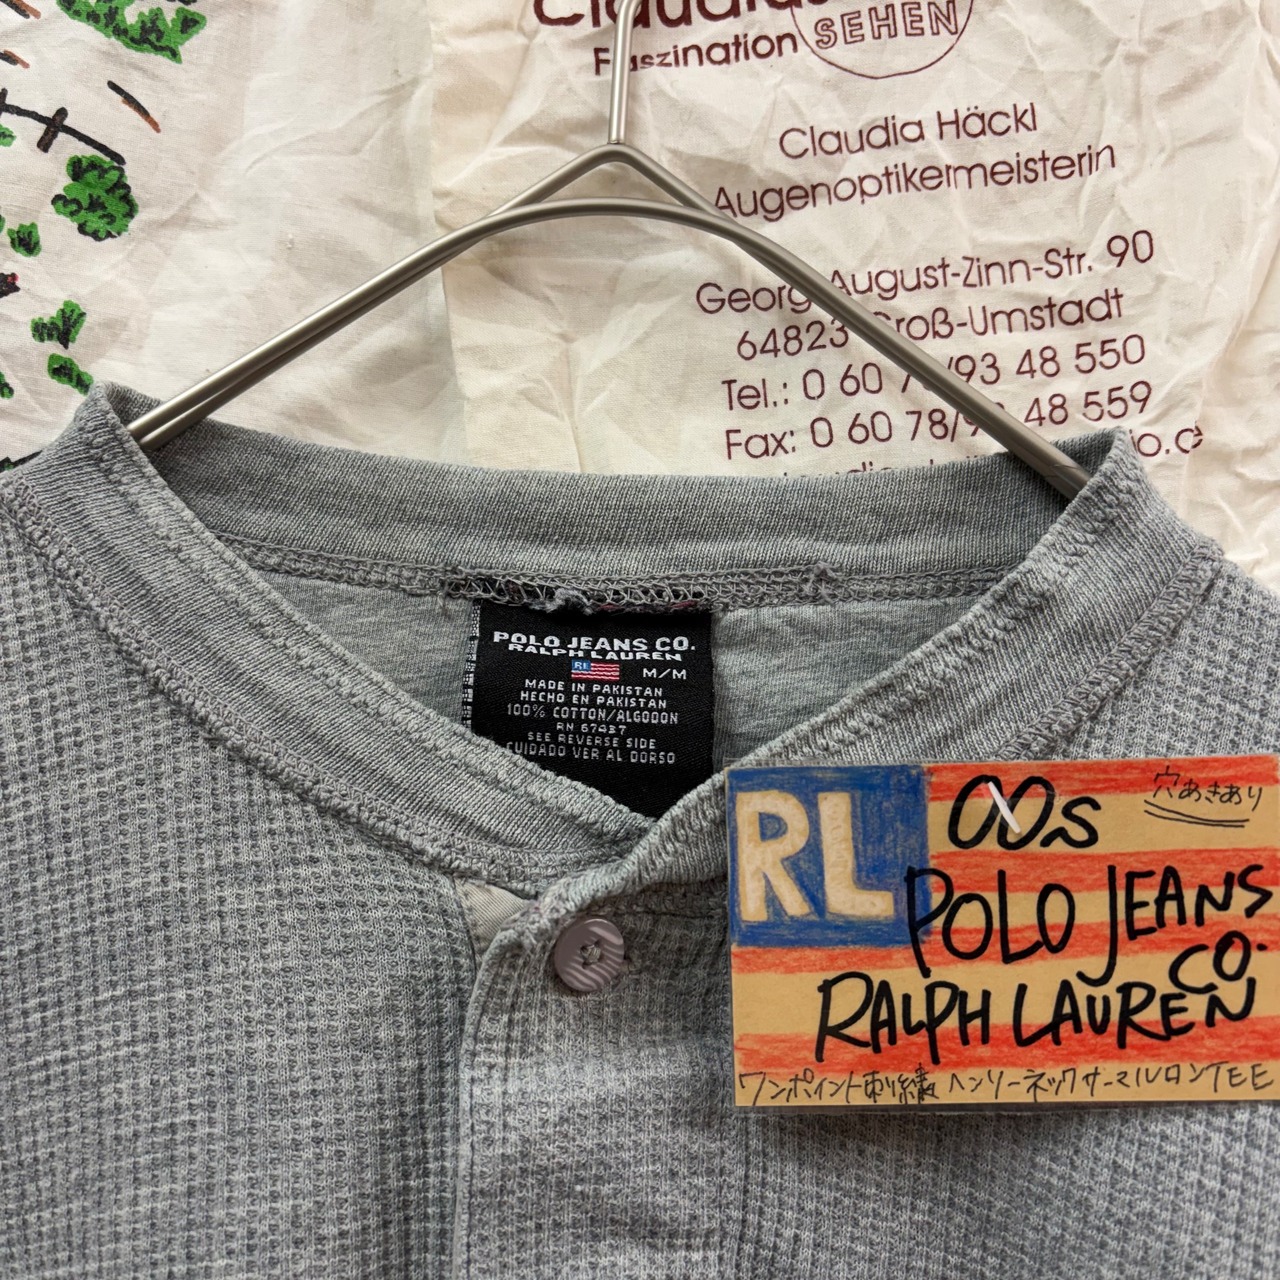 SEHEN
Faszination
Claudia Häckl
Augenoptikermeisterin
Georg-August-Zinn-Str. 90
64823 Groß-Umstadt
Tel.: 0 60 78/93 48 550
Fax: 0 60 78/93 48 559
POLO JEANS CO.
RALPH LAUREN
RL M/M
MADE IN PAKISTAN
HECHO EN PAKISTAN
100% COTTON/ALGODON
RN 67437
SEE REVERSE SIDE
CUIDADO VER AL DORSO
RL
00s
穴あきあり
POLO JEANS
CO.
RALPH LAUREN
ワンポイント刺繍 ヘンリーネックサーマルロンTEE